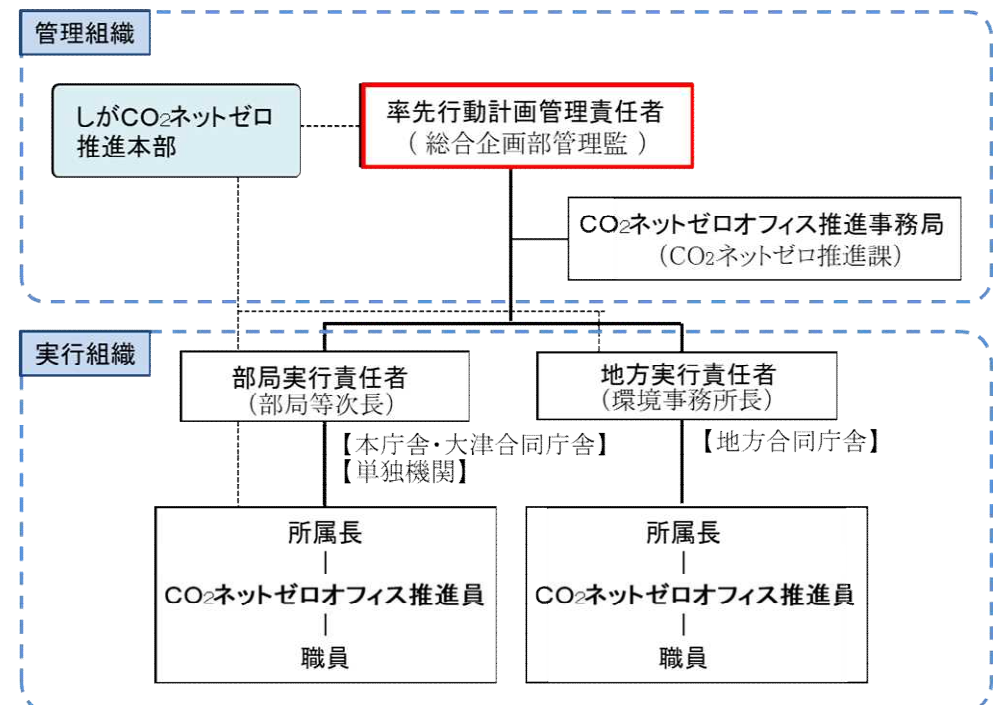 管理組織
しがCO₂ネットゼロ
推進本部
率先行動計画管理責任者
（ 総合企画部管理監 ）
CO₂ネットゼロオフィス推進事務局
（CO₂ネットゼロ推進課）
実行組織
部局実行責任者
（部局等次長）
地方実行責任者
（環境事務所長）
【本庁舎・大津合同庁舎】
【単独機関】
【地方合同庁舎】
所属長
CO₂ネットゼロオフィス推進員
職員
所属長
CO₂ネットゼロオフィス推進員
職員